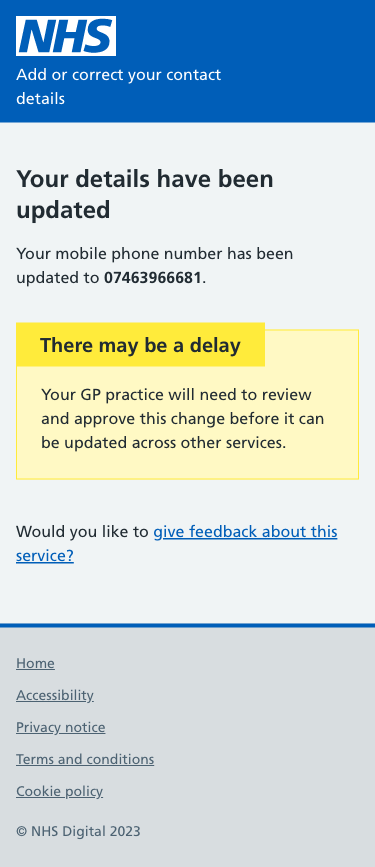 NHS
Add or correct your contact
details
Your details have been
updated
Your mobile phone number has been
updated to 07463966681.
There may be a delay
Your GP practice will need to review
and approve this change before it can
be updated across other services.
Would you like to give feedback about this
service?
Home
Accessibility
Privacy notice
Terms and conditions
Cookie policy
© NHS Digital 2023